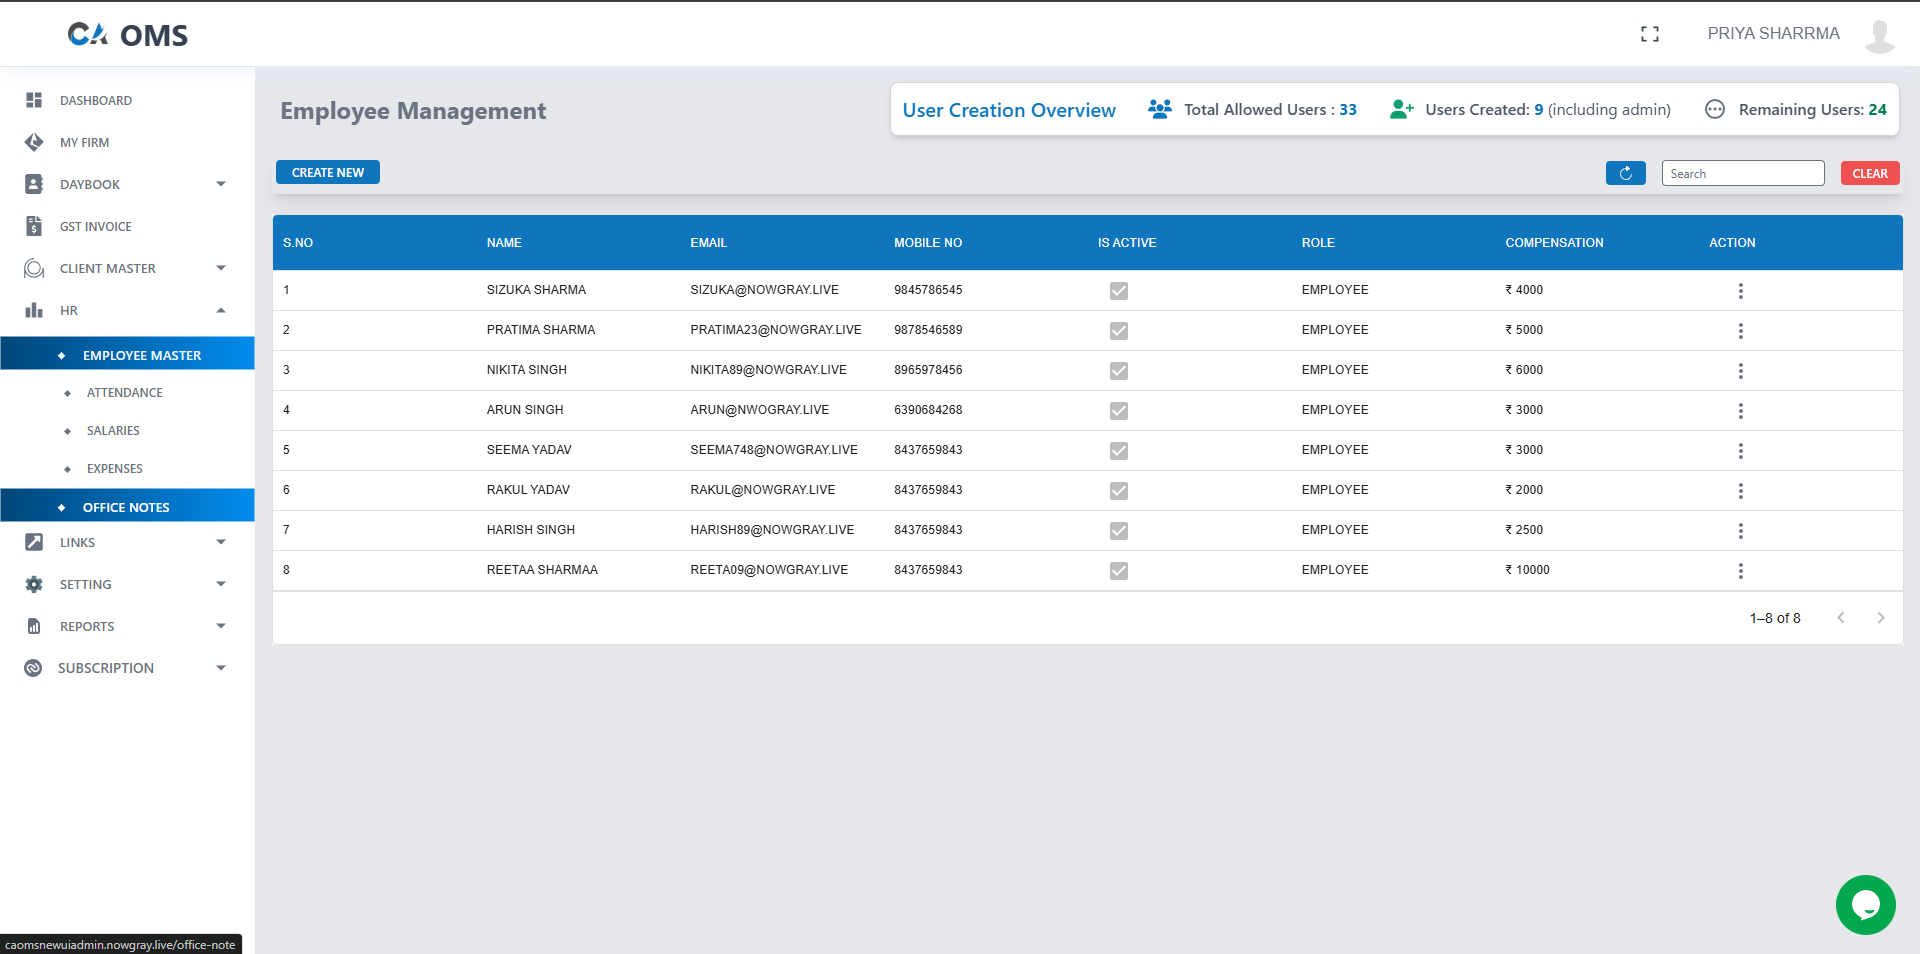 CA OMS
PRIYA SHARRMA
DASHBOARD
MY FIRM
DAYBOOK
GST INVOICE
CLIENT MASTER
HR
EMPLOYEE MASTER
ATTENDANCE
SALARIES
EXPENSES
OFFICE NOTES
LINKS
SETTING
REPORTS
SUBSCRIPTION
Employee Management
User Creation Overview Total Allowed Users : 33 Users Created: 9 (including admin) Remaining Users: 24
CREATE NEW Search CLEAR
S.NO NAME EMAIL MOBILE NO IS ACTIVE ROLE COMPENSATION ACTION
1 SIZUKA SHARMA SIZUKA@NOWGRAY.LIVE 9845786545 EMPLOYEE ₹ 4000
2 PRATIMA SHARMA PRATIMA23@NOWGRAY.LIVE 9878546589 EMPLOYEE ₹ 5000
3 NIKITA SINGH NIKITA89@NOWGRAY.LIVE 8965978456 EMPLOYEE ₹ 6000
4 ARUN SINGH ARUN@NWOGRAY.LIVE 6390684268 EMPLOYEE ₹ 3000
5 SEEMA YADAV SEEMA748@NOWGRAY.LIVE 8437659843 EMPLOYEE ₹ 3000
6 RAKUL YADAV RAKUL@NOWGRAY.LIVE 8437659843 EMPLOYEE ₹ 2000
7 HARISH SINGH HARISH89@NOWGRAY.LIVE 8437659843 EMPLOYEE ₹ 2500
8 REETAA SHARMAA REETA09@NOWGRAY.LIVE 8437659843 EMPLOYEE ₹ 10000
1–8 of 8
caomsnewuiadmin.nowgray.live/office-note